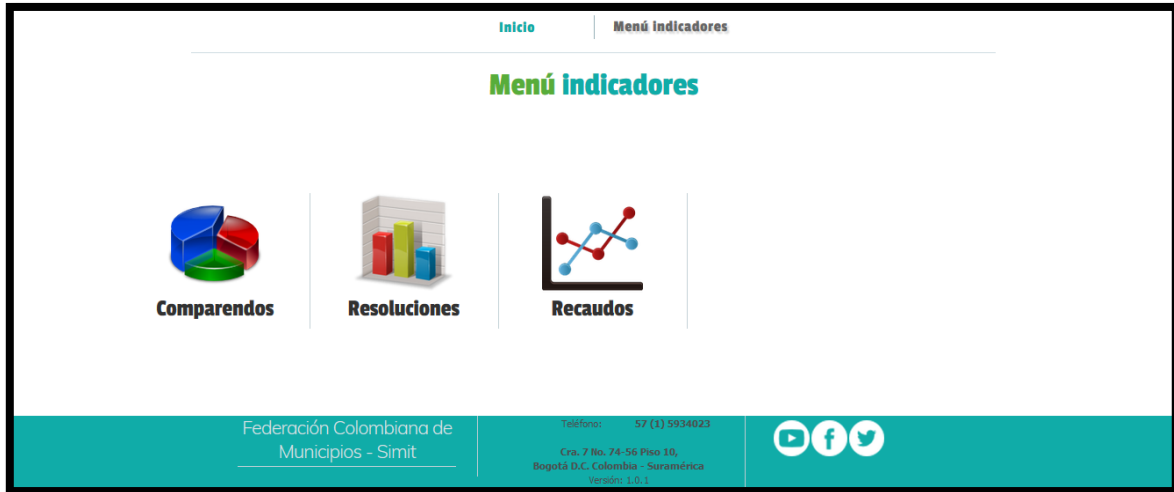 Inicio
Menú indicadores
Menú indicadores
Comparendos
Resoluciones
Recaudos
Federación Colombiana de
Municipios - Simit
Teléfono: 57 (1) 5934023
Cra. 7 No. 74-56 Piso 10,
Bogotá D.C. Colombia - Suramérica
Versión: 1.0.1